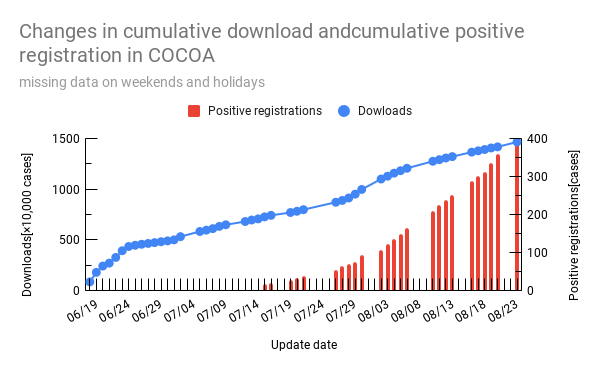 Changes in cumulative download andcumulative positive
registration in COCOA
missing data on weekends and holidays
Positive registrations
Dowloads
Downloads[×10,000 cases]
1500
1000
500
0
400
300
200
100
0
Positive registrations[cases]
06/19 06/24 06/29 07/04 07/09 07/14 07/19 07/24 07/29 08/03 08/08 08/13 08/18 08/23
Update date